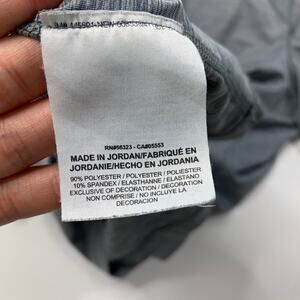 RN#56323 - CA#05553
MADE IN JORDAN/FABRIQUÉ EN
JORDANIE/HECHO EN JORDANIA
90% POLYESTER / POLYESTER / POLIESTER
10% SPANDEX / ELASTHANNE / ELASTANO
EXCLUSIVE OF DECORATION / DECORATION
NON COMPRISE / NO INCLUYE
DECORACION